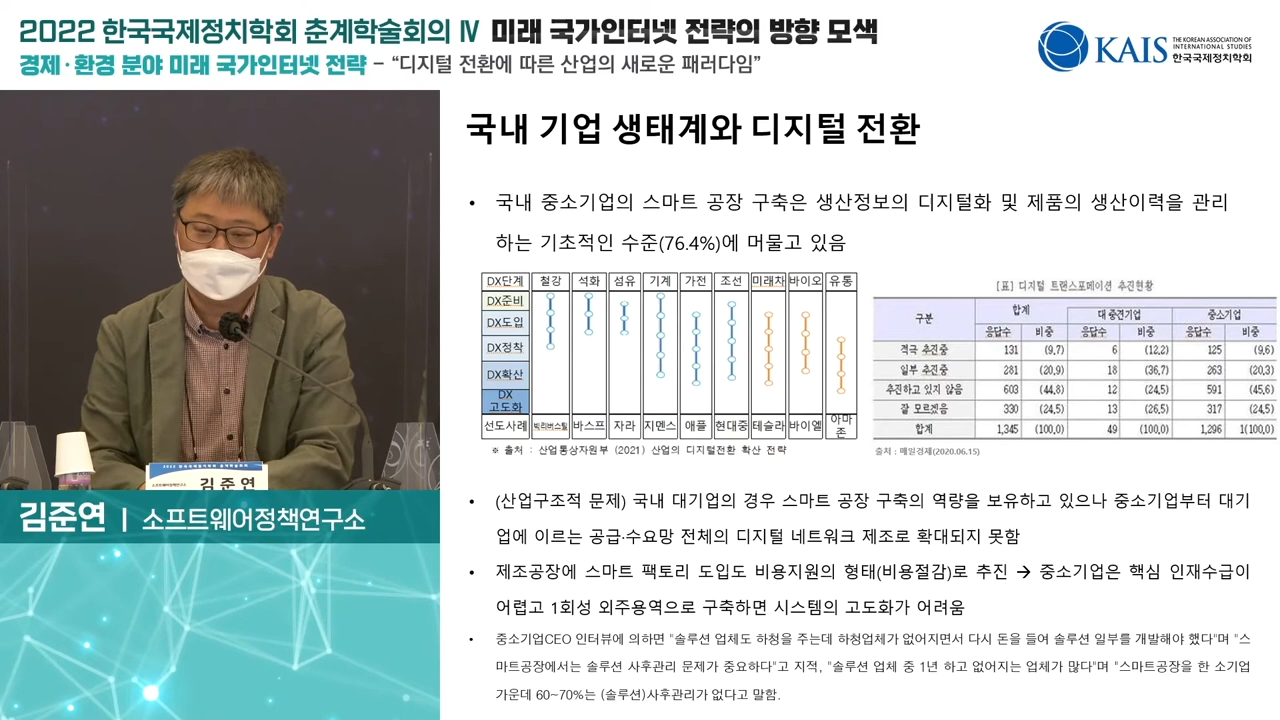 2022 한국국제정치학회 춘계학술회의 Ⅳ 미래 국가인터넷 전략의 방향 모색
경제·환경 분야 미래 국가인터넷 전략 – “디지털 전환에 따른 산업의 새로운 패러다임”
KAIS
THE KOREAN ASSOCIATION OF
INTERNATIONAL STUDIES
한국국제정치학회
국내 기업 생태계와 디지털 전환
• 국내 중소기업의 스마트 공장 구축은 생산정보의 디지털화 및 제품의 생산이력을 관리
하는 기초적인 수준(76.4%)에 머물고 있음
DX단계 철강 석화 섬유 기계 가전 조선 미래차 바이오 유통
DX준비
DX도입
DX정착
DX확산
DX
고도화
선도사례 빅리버스틸 바스프 자라 지멘스 애플 현대중 테슬라 바이엘 아마
존
※ 출처 : 산업통상자원부 (2021) 산업의 디지털전환 확산 전략
[표] 디지털 트랜스포메이션 추진현황
구분 합계 대중견기업 중소기업
응답수 비중 응답수 비중 응답수 비중
적극 추진중 131 (9,7) 6 (12,2) 125 (9,6)
일부 추진중 281 (20,9) 18 (36,7) 263 (20,3)
추진하고 있지 않음 603 (44,8) 12 (24,5) 591 (45,6)
잘 모르겠음 330 (24,5) 13 (26,5) 317 (24,5)
합계 1,345 (100,0) 49 (100,0) 1,296 1(100,0)
출처 : 매일경제(2020.06.15)
• (산업구조적 문제) 국내 대기업의 경우 스마트 공장 구축의 역량을 보유하고 있으나 중소기업부터 대기
업에 이르는 공급·수요망 전체의 디지털 네트워크 제조로 확대되지 못함
• 제조공장에 스마트 팩토리 도입도 비용지원의 형태(비용절감)로 추진 → 중소기업은 핵심 인재수급이
어렵고 1회성 외주용역으로 구축하면 시스템의 고도화가 어려움
• 중소기업CEO 인터뷰에 의하면 "솔루션 업체도 하청을 주는데 하청업체가 없어지면서 다시 돈을 들여 솔루션 일부를 개발해야 했다"며 "스
마트공장에서는 솔루션 사후관리 문제가 중요하다"고 지적, "솔루션 업체 중 1년 하고 없어지는 업체가 많다"며 "스마트공장을 한 소기업
가운데 60~70%는 (솔루션)사후관리가 없다고 말함.
2022 한국국제정치학회 춘계학술회의
소프트웨어정책연구소
김 준 연
김준연 | 소프트웨어정책연구소